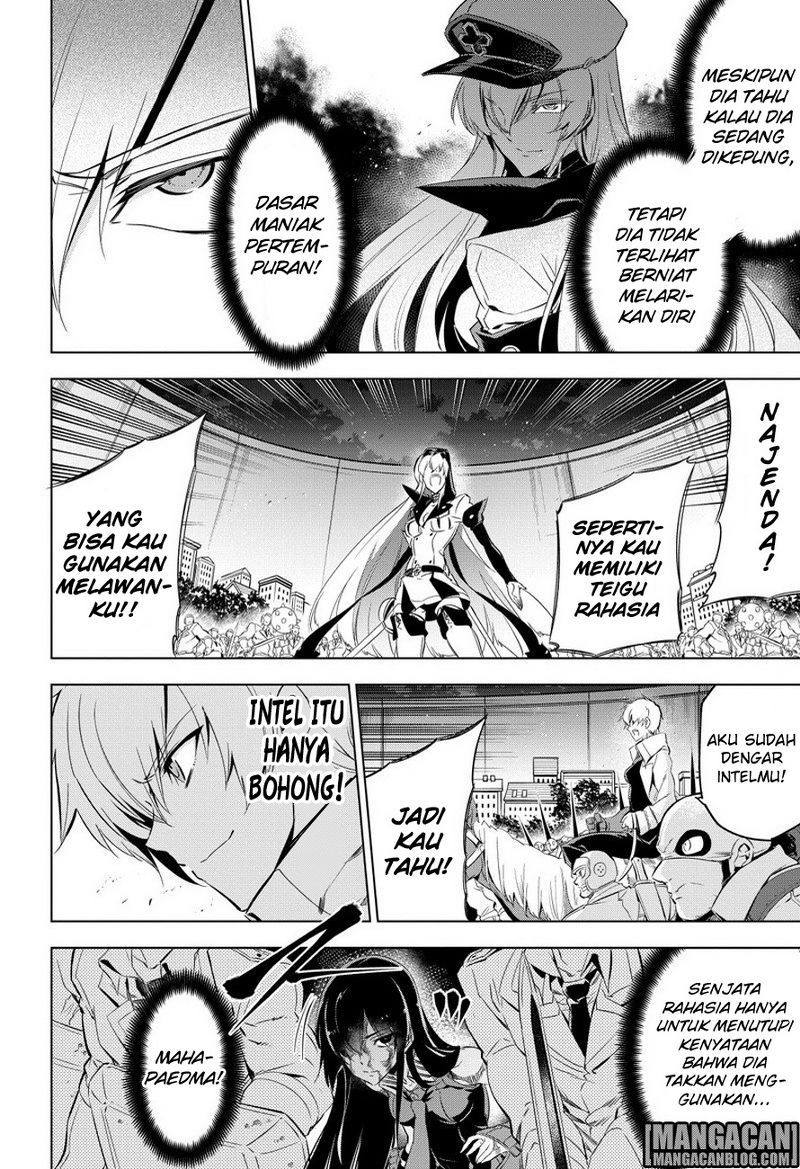 MESKIPUN
DIA TAHU
KALAU DIA
SEDANG
DIKEPUNG,
TETAPI
DIA TIDAK
TERLIHAT
BERNIAT
MELARI-
KAN DIRI
DASAR
MANIAK
PERTEM-
PURAN!
NAJENDA!
SEPERTI-
NYA KAU
MEMILIKI
TEIGU
RAHASIA
YANG
BISA KAU
GUNAKAN
MELAWAN-
KU!!
AKU SUDAH
DENGAR
INTELMU!
JADI
KAU
TAHU!
INTEL ITU
HANYA
BOHONG!
SENJATA
RAHASIA HANYA
UNTUK MENUTUPI
KENYATAAN
BAHWA DIA
TAKKAN MENG-
GUNAKAN...
MAHA-
PAEDMA!
[MANGACAN]
MANGACANBLOG.COM